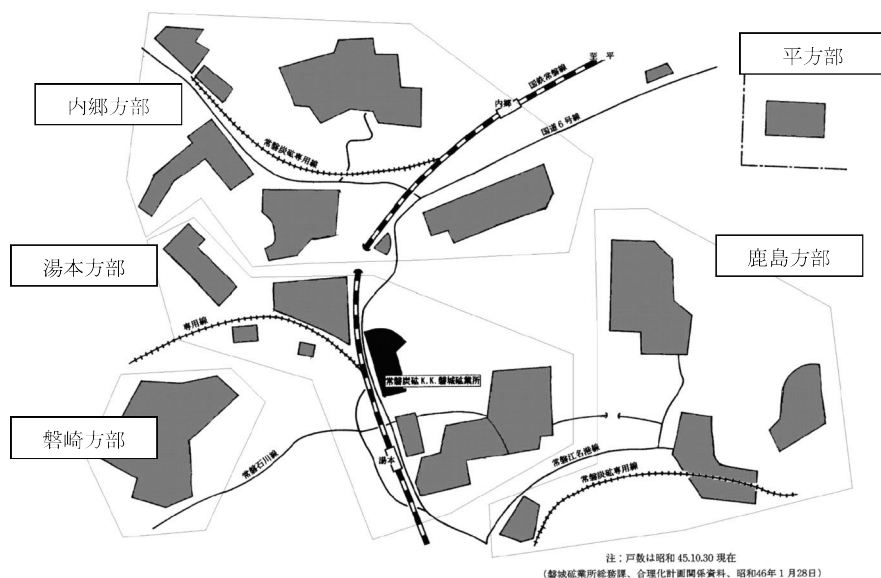 至 平
国鉄常磐線
平方部
内郷
内郷方部
国道6号線
常磐炭砿専用線
湯本方部
鹿島方部
専用線
常磐炭砿K.K.磐城砿業所
磐崎方部
常磐石川線
湯本
常磐江名港線
常磐炭砿専用線
注：戸数は昭和 45.10.30 現在
(磐城砿業所総務課、合理化計画関係資料、昭和46年1月28日)